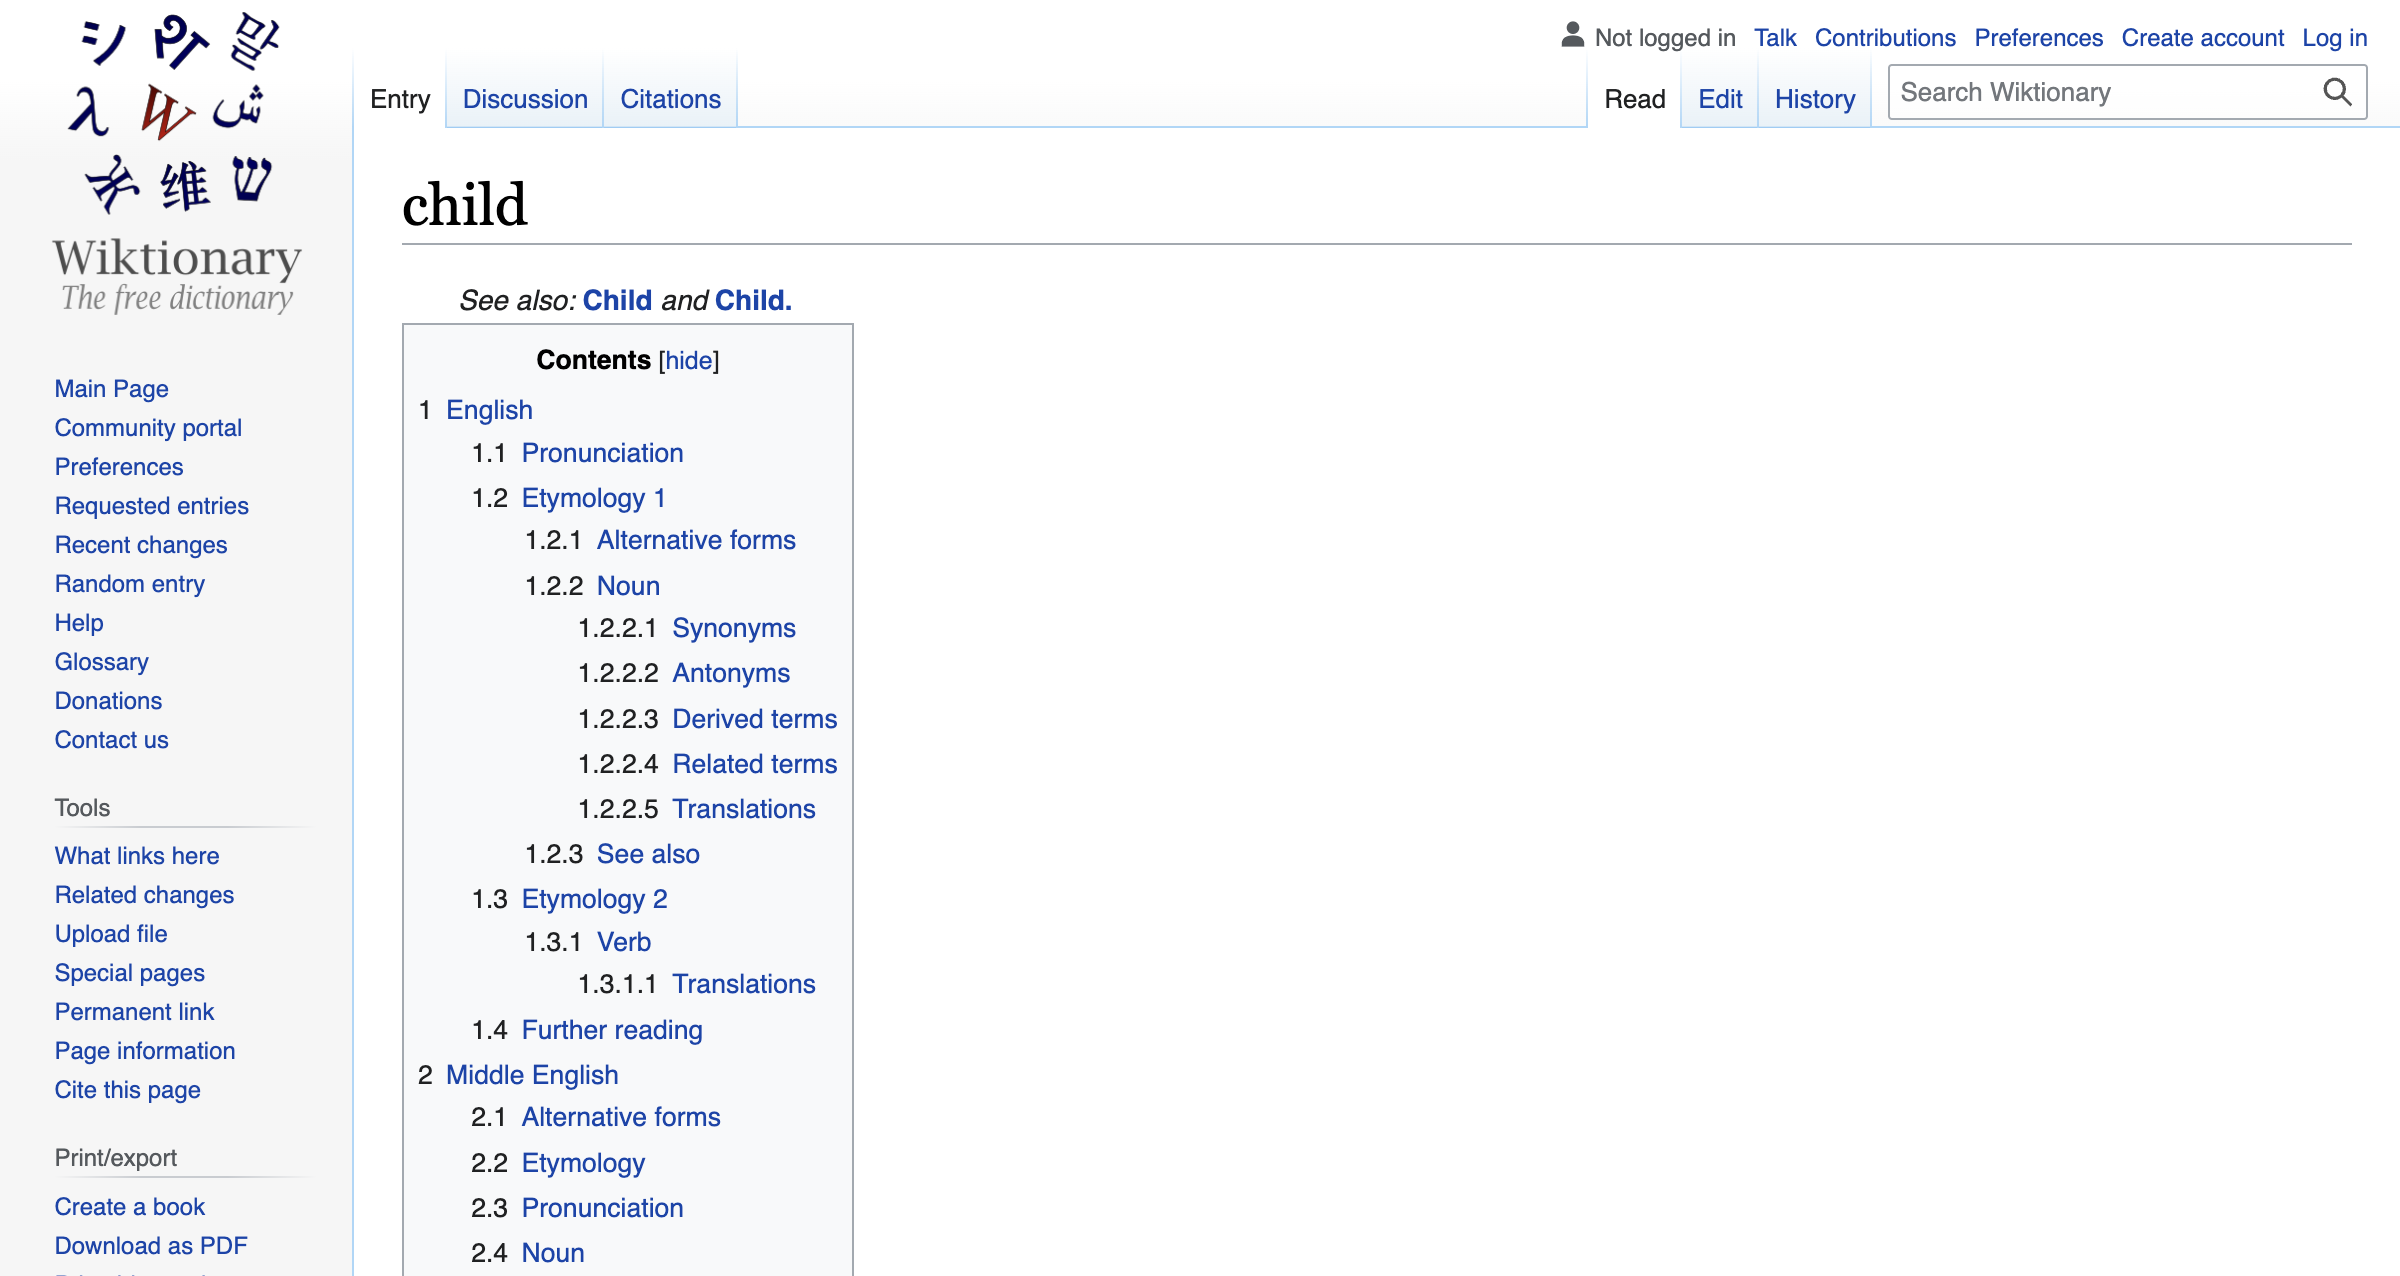 シ 말
λ W ش
维 ש
Wiktionary
The free dictionary
Main Page
Community portal
Preferences
Requested entries
Recent changes
Random entry
Help
Glossary
Donations
Contact us
Tools
What links here
Related changes
Upload file
Special pages
Permanent link
Page information
Cite this page
Print/export
Create a book
Download as PDF
Not logged in Talk Contributions Preferences Create account Log in
Entry Discussion Citations Read Edit History Search Wiktionary
child
See also: Child and Child.
Contents [hide]
1 English
1.1 Pronunciation
1.2 Etymology 1
1.2.1 Alternative forms
1.2.2 Noun
1.2.2.1 Synonyms
1.2.2.2 Antonyms
1.2.2.3 Derived terms
1.2.2.4 Related terms
1.2.2.5 Translations
1.2.3 See also
1.3 Etymology 2
1.3.1 Verb
1.3.1.1 Translations
1.4 Further reading
2 Middle English
2.1 Alternative forms
2.2 Etymology
2.3 Pronunciation
2.4 Noun